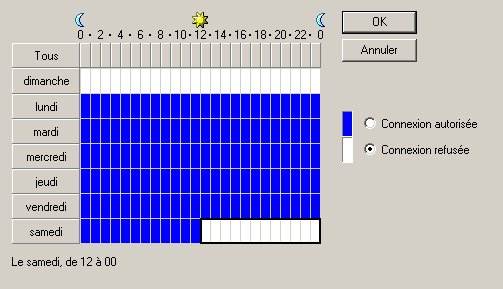 OK
0 · 2 · 4 · 6 · 8 · 10 · 12 · 14 · 16 · 18 · 20 · 22 · 0
Annuler
Tous
dimanche
lundi
mardi
mercredi
jeudi
vendredi
samedi
Connexion autorisée
Connexion refusée
Le samedi, de 12 à 00